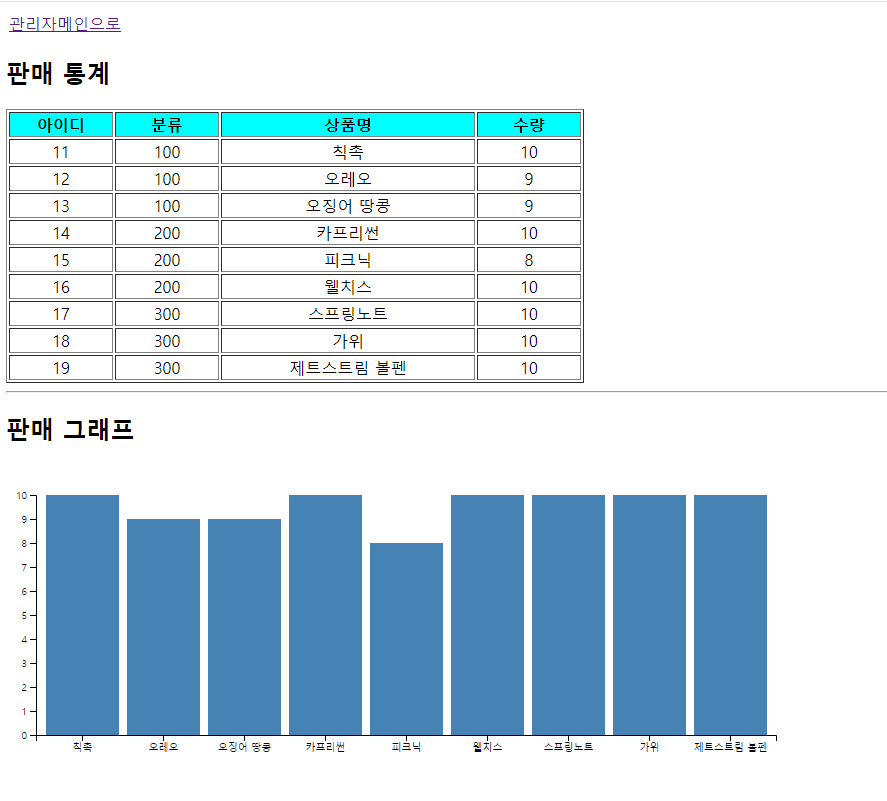 관리자메인으로
판매 통계
아이디 분류 상품명 수량
11 100 칙촉 10
12 100 오레오 9
13 100 오징어 땅콩 9
14 200 카프리썬 10
15 200 피크닉 8
16 200 웰치스 10
17 300 스프링노트 10
18 300 가위 10
19 300 제트스트림 볼펜 10
판매 그래프
10
9
8
7
6
5
4
3
2
1
0
칙촉 오레오 오징어 땅콩 카프리썬 피크닉 웰치스 스프링노트 가위 제트스트림 볼펜